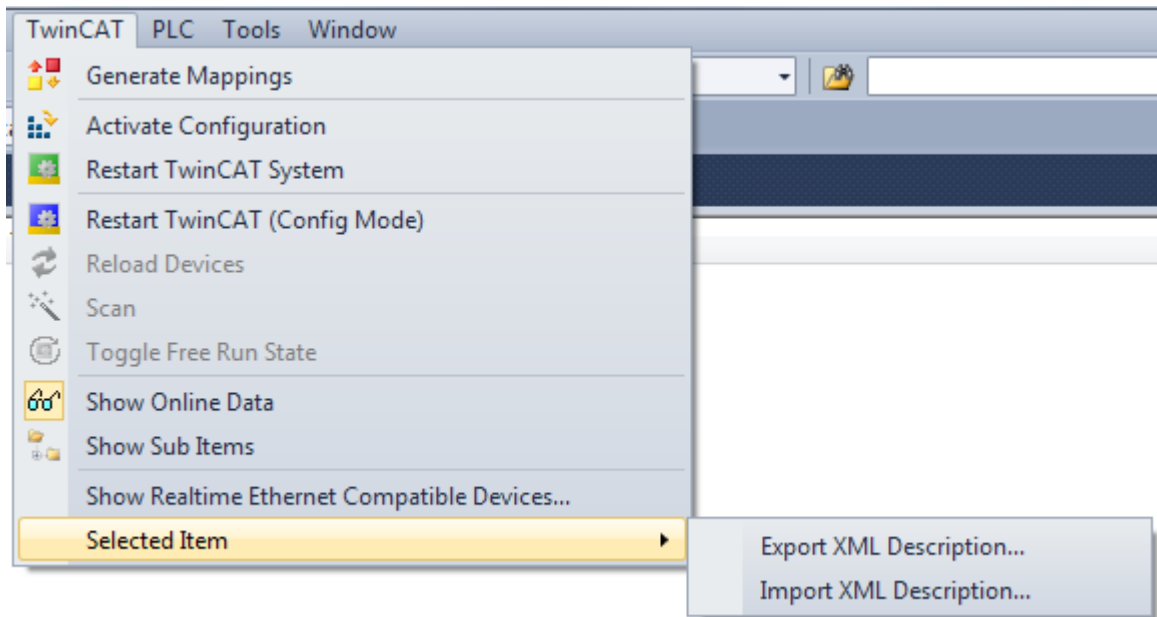 TwinCAT PLC Tools Window
Generate Mappings
Activate Configuration
Restart TwinCAT System
Restart TwinCAT (Config Mode)
Reload Devices
Scan
Toggle Free Run State
Show Online Data
Show Sub Items
Show Realtime Ethernet Compatible Devices...
Selected Item
Export XML Description...
Import XML Description...